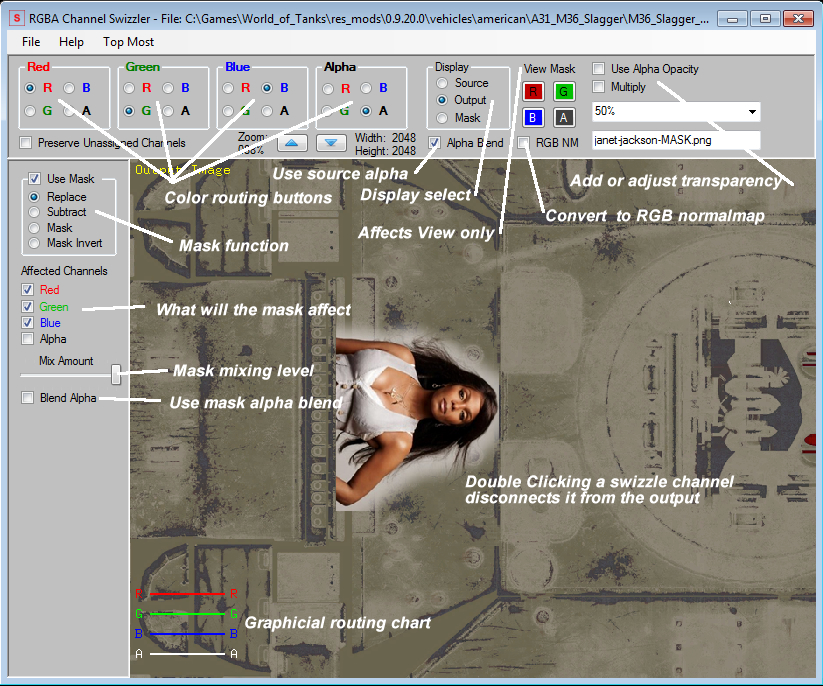 S RGBA Channel Swizzler - File: C:\Games\World_of_Tanks\res_mods\0.9.20.0\vehicles\american\A31_M36_Slagger\M36_Slagger_...
File Help Top Most
Red Green Blue Alpha Display View Mask Use Alpha Opacity
R B R B R B R B Source R G Multiply
G A G A G A G A Output 50%
Mask B A
Preserve Unassigned Channels Zoom: Width: 2048 Alpha Blend RGB NM janet-jackson-MASK.png
Height: 2048
Use Mask
Replace
Subtract
Mask
Mask Invert
Affected Channels
Red
Green
Blue
Alpha
Mix Amount
Blend Alpha
Output Image
Use source alpha
Add or adjust transparency
Color routing buttons
Display select
Convert to RGB normalmap
Affects View only
Mask function
What will the mask affect
Mask mixing level
Use mask alpha blend
Double Clicking a swizzle channel
disconnects it from the output
R R
G G
Graphicial routing chart
B B
A A